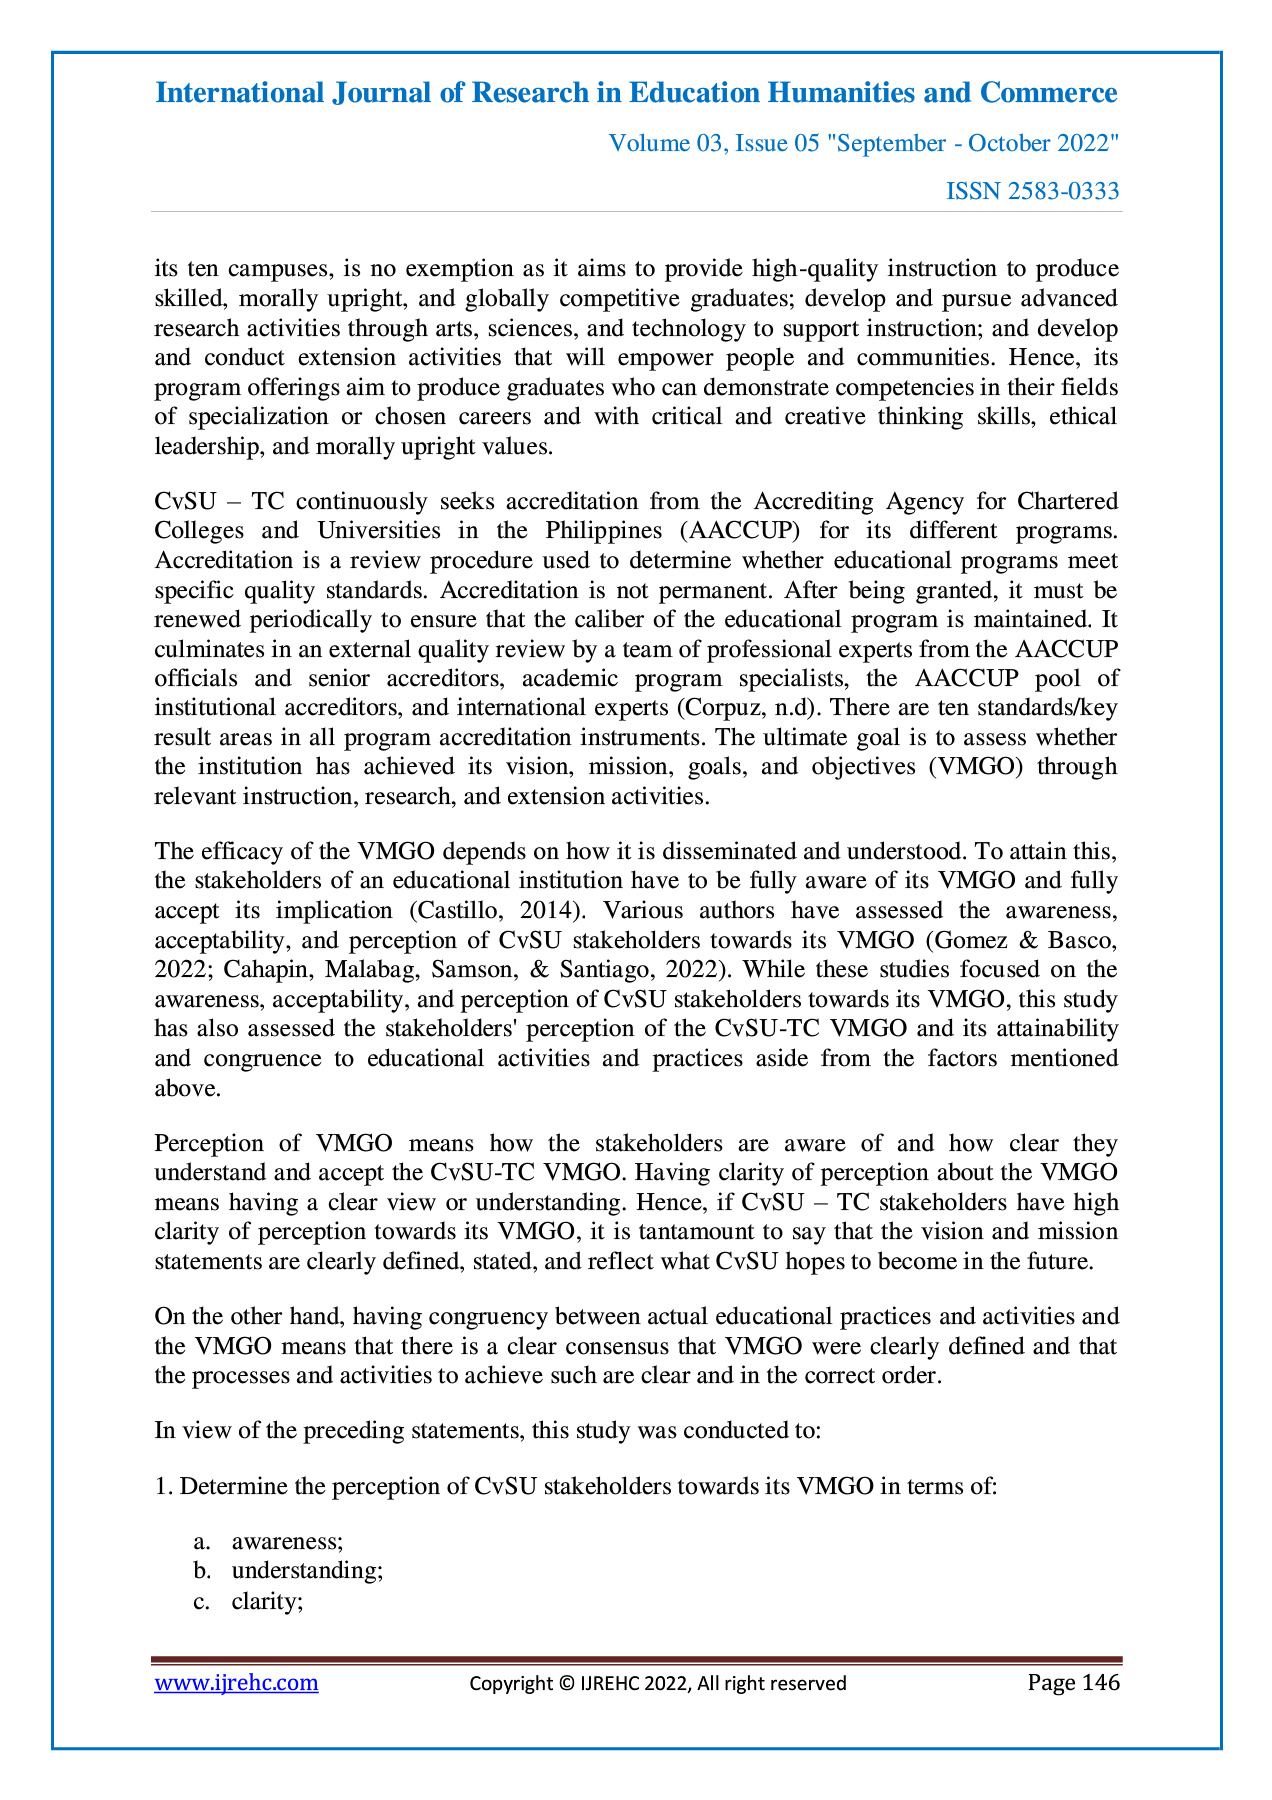 International Journal of Research in Education Humanities and Commerce
Volume 03, Issue 05 "September - October 2022"
ISSN 2583-0333
its ten campuses, is no exemption as it aims to provide high-quality instruction to produce
skilled, morally upright, and globally competitive graduates; develop and pursue advanced
research activities through arts, sciences, and technology to support instruction; and develop
and conduct extension activities that will empower people and communities. Hence, its
program offerings aim to produce graduates who can demonstrate competencies in their fields
of specialization or chosen careers and with critical and creative thinking skills, ethical
leadership, and morally upright values.
CvSU – TC continuously seeks accreditation from the Accrediting Agency for Chartered
Colleges and Universities in the Philippines (AACCUP) for its different programs.
Accreditation is a review procedure used to determine whether educational programs meet
specific quality standards. Accreditation is not permanent. After being granted, it must be
renewed periodically to ensure that the caliber of the educational program is maintained. It
culminates in an external quality review by a team of professional experts from the AACCUP
officials and senior accreditors, academic program specialists, the AACCUP pool of
institutional accreditors, and international experts (Corpuz, n.d). There are ten standards/key
result areas in all program accreditation instruments. The ultimate goal is to assess whether
the institution has achieved its vision, mission, goals, and objectives (VMGO) through
relevant instruction, research, and extension activities.
The efficacy of the VMGO depends on how it is disseminated and understood. To attain this,
the stakeholders of an educational institution have to be fully aware of its VMGO and fully
accept its implication (Castillo, 2014). Various authors have assessed the awareness,
acceptability, and perception of CvSU stakeholders towards its VMGO (Gomez & Basco,
2022; Cahapin, Malabag, Samson, & Santiago, 2022). While these studies focused on the
awareness, acceptability, and perception of CvSU stakeholders towards its VMGO, this study
has also assessed the stakeholders' perception of the CvSU-TC VMGO and its attainability
and congruence to educational activities and practices aside from the factors mentioned
above.
Perception of VMGO means how the stakeholders are aware of and how clear they
understand and accept the CvSU-TC VMGO. Having clarity of perception about the VMGO
means having a clear view or understanding. Hence, if CvSU – TC stakeholders have high
clarity of perception towards its VMGO, it is tantamount to say that the vision and mission
statements are clearly defined, stated, and reflect what CvSU hopes to become in the future.
On the other hand, having congruency between actual educational practices and activities and
the VMGO means that there is a clear consensus that VMGO were clearly defined and that
the processes and activities to achieve such are clear and in the correct order.
In view of the preceding statements, this study was conducted to:
1. Determine the perception of CvSU stakeholders towards its VMGO in terms of:
a. awareness;
b. understanding;
c. clarity;
www.ijrehc.com Copyright © IJREHC 2022, All right reserved Page 146